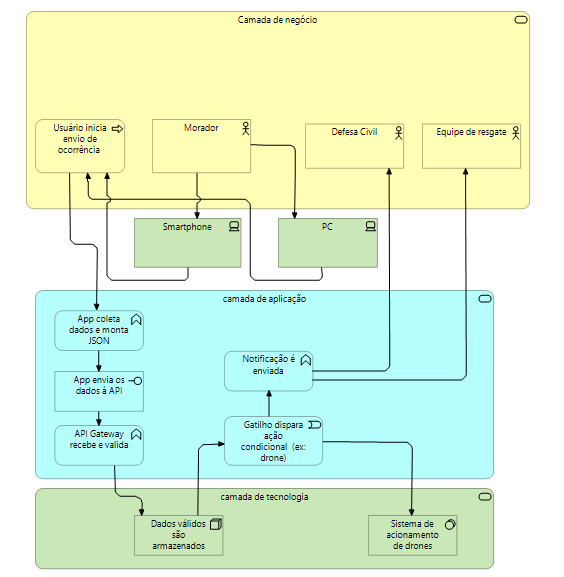 Camada de negócio
Usuário inicia
envio de
ocorrência
Morador
Defesa Civil
Equipe de resgate
Smartphone
PC
camada de aplicação
App coleta
dados e monta
JSON
Notificação é
enviada
App envia os
dados à API
API Gateway
recebe e valida
Gatilho dispara
ação
condicional (ex:
drone)
camada de tecnologia
Dados válidos
são
armazenados
Sistema de
acionamento
de drones